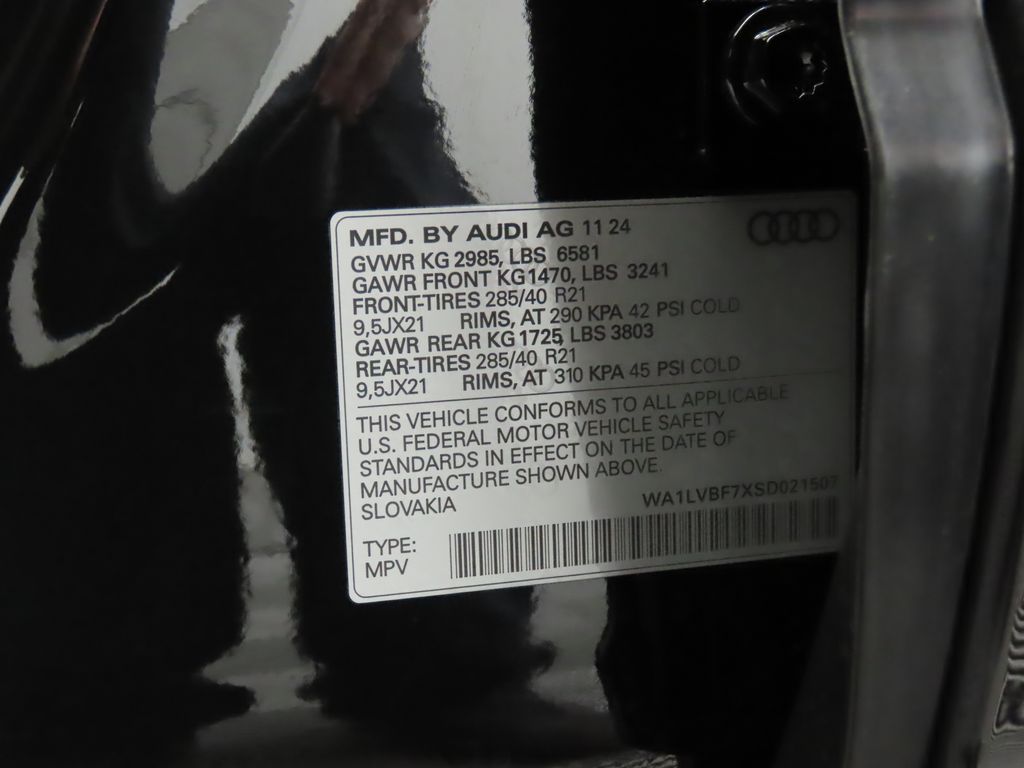 MFD. BY AUDI AG 11 24
GVWR KG 2985, LBS 6581
GAWR FRONT KG1470, LBS 3241
FRONT-TIRES 285/40 R21
9,5JX21 RIMS, AT 290 KPA 42 PSI COLD
GAWR REAR KG 1725, LBS 3803
REAR-TIRES 285/40 R21
9,5JX21 RIMS, AT 310 KPA 45 PSI COLD
THIS VEHICLE CONFORMS TO ALL APPLICABLE
U.S. FEDERAL MOTOR VEHICLE SAFETY
STANDARDS IN EFFECT ON THE DATE OF
MANUFACTURE SHOWN ABOVE.
SLOVAKIA
WA1LVBF7XSD021507
TYPE:
MPV